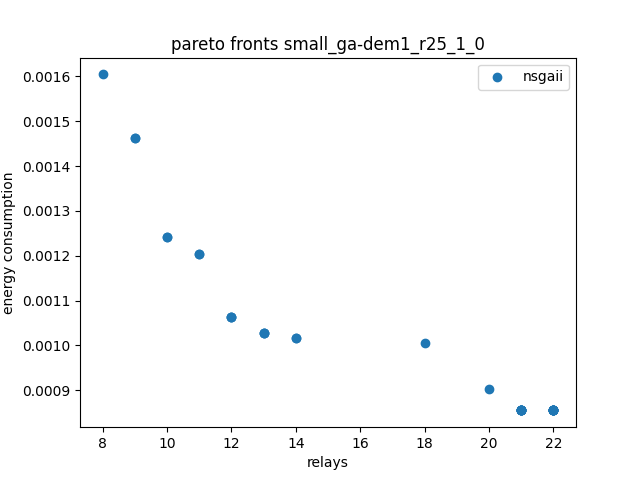 pareto fronts small_ga-dem1_r25_1_0
nsgaii
energy consumption
0.0016
0.0015
0.0014
0.0013
0.0012
0.0011
0.0010
0.0009
8 10 12 14 16 18 20 22
relays